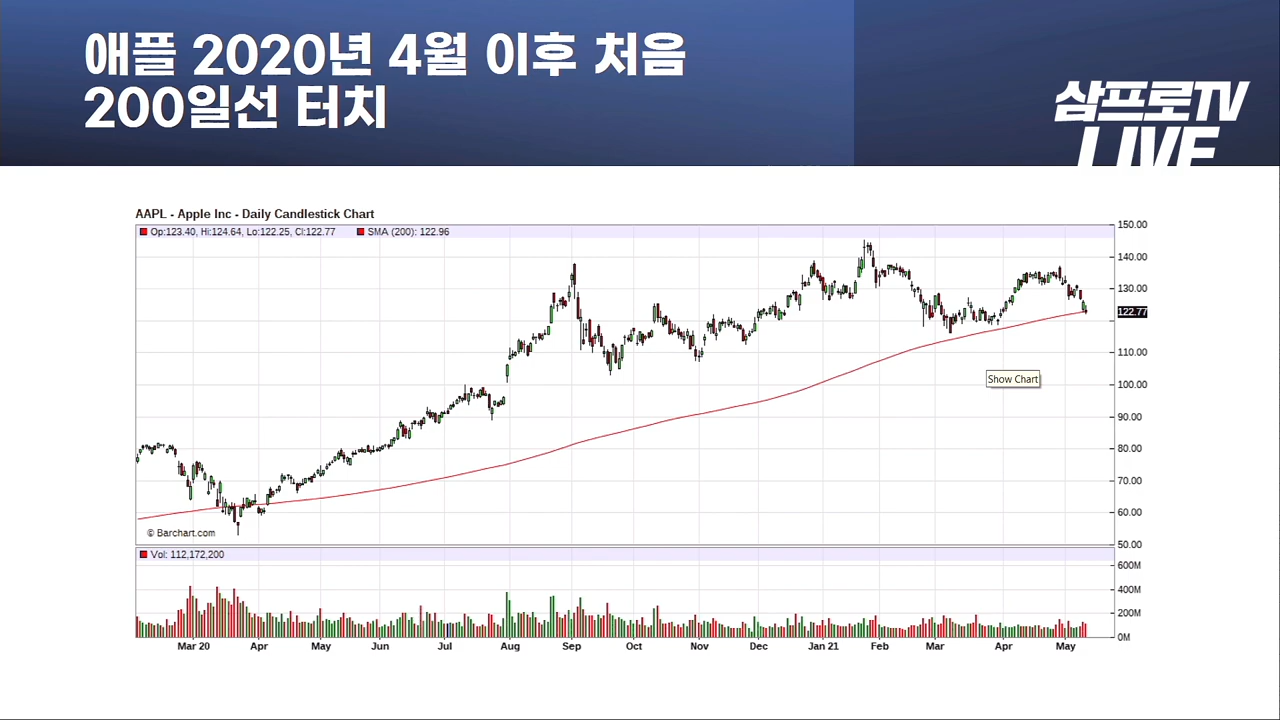 애플 2020년 4월 이후 처음
200일선 터치
삼프로TV
LIVE
AAPL - Apple Inc - Daily Candlestick Chart
Op:123.40, Hi:124.64, Lo:122.25, Cl:122.77 SMA (200): 122.96
150.00
140.00
130.00
122.77
110.00
100.00
90.00
80.00
70.00
60.00
50.00
Show Chart
© Barchart.com
Vol: 112,172,200
600M
400M
200M
0M
Mar 20 Apr May Jun Jul Aug Sep Oct Nov Dec Jan 21 Feb Mar Apr May